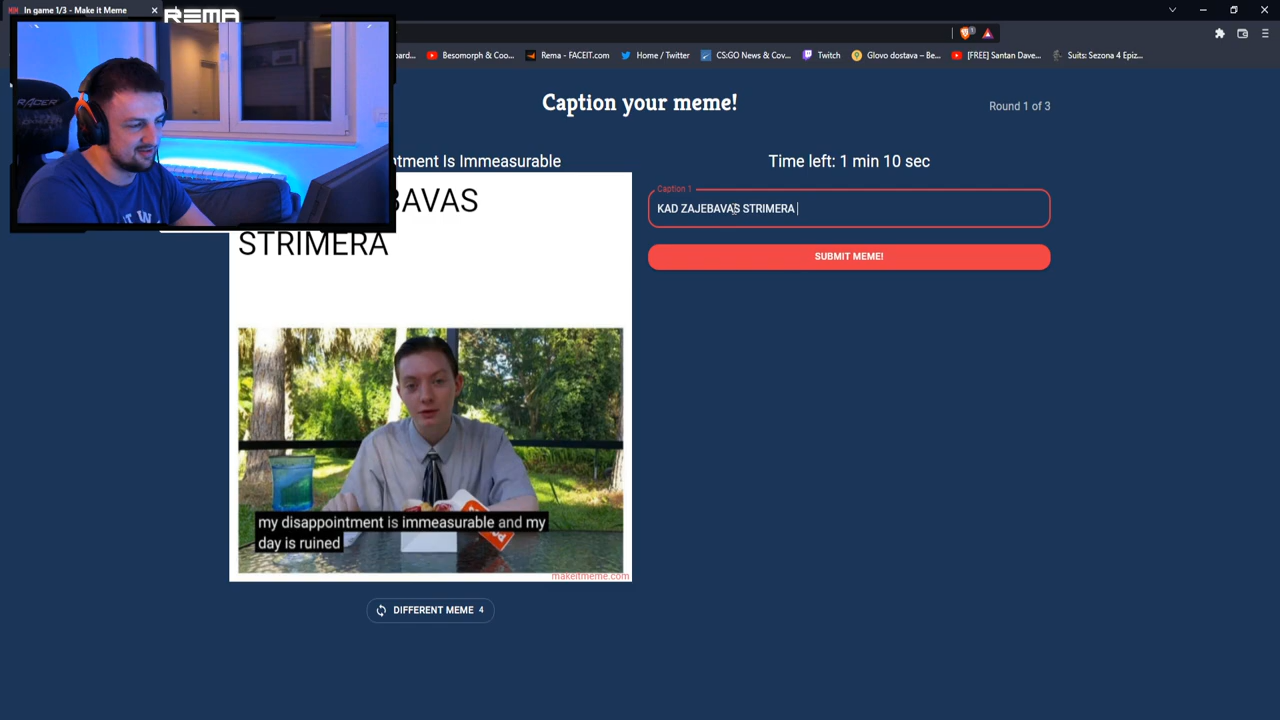 In game 1/3 - Make it Meme
REMA
Besomorph & Coo...
Rema - FACEIT.com
Home / Twitter
CS:GO News & Cov...
Twitch
Glovo dostava – Be...
[FREE] Santan Dave...
Suits: Sezona 4 Epiz...
Caption your meme!
Round 1 of 3
Is Immeasurable
Time left: 1 min 10 sec
Caption 1
KAD ZAJEBAVAS STRIMERA
SUBMIT MEME!
BAVAS
STRIMERA
my disappointment is immeasurable and my
day is ruined
makeitmeme.com
DIFFERENT MEME 4